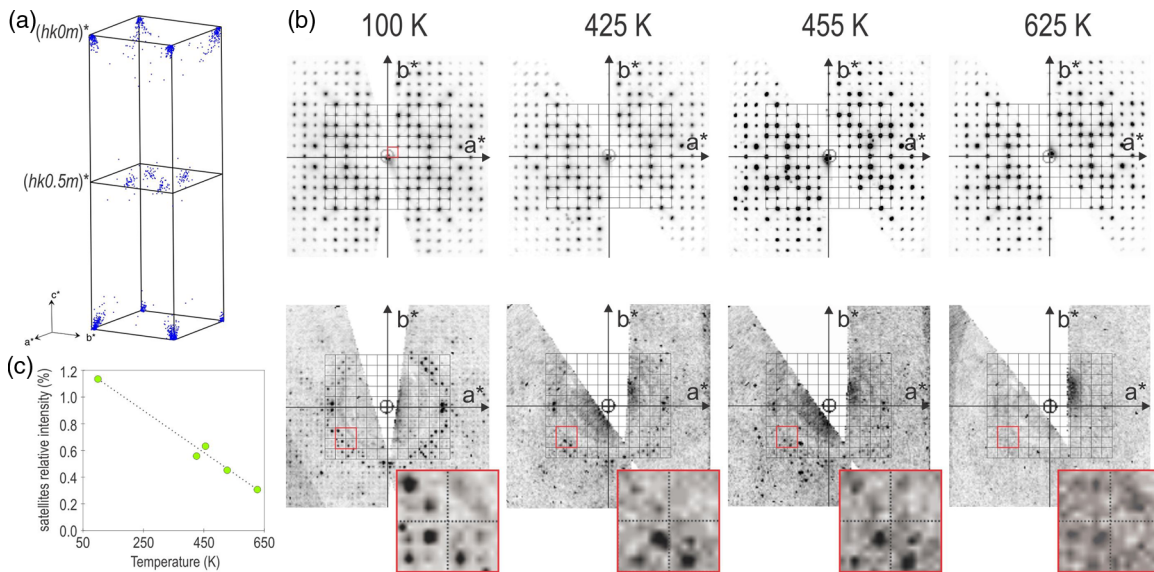 (a)
(hk0m)*
(hk0.5m)*
c*
a*
b*
(b)
100 K
425 K
455 K
625 K
b*
b*
b*
b*
a*
a*
a*
a*
b*
b*
b*
b*
a*
a*
a*
a*
(c)
satellites relative intensity (%)
1.2
1.0
0.8
0.6
0.4
0.2
0.0
50
250
450
650
Temperature (K)